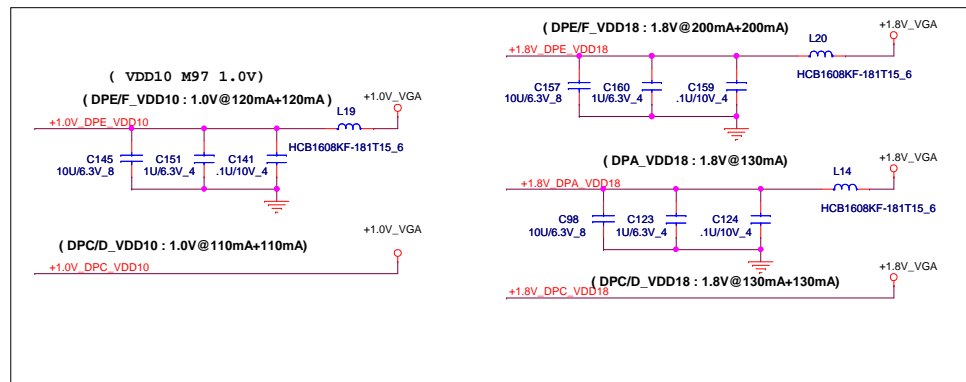 ( VDD10 M97 1.0V)
( DPE/F_VDD10 : 1.0V@120mA+120mA )
+1.0V_VGA
L19
+1.0V_DPE_VDD10
HCB1608KF-181T15_6
C145
10U/6.3V_8
C151
1U/6.3V_4
C141
.1U/10V_4
( DPC/D_VDD10 : 1.0V@110mA+110mA)
+1.0V_VGA
+1.0V_DPC_VDD10
( DPE/F_VDD18 : 1.8V@200mA+200mA)
+1.8V_VGA
L20
+1.8V_DPE_VDD18
HCB1608KF-181T15_6
C157
10U/6.3V_8
C160
1U/6.3V_4
C159
.1U/10V_4
( DPA_VDD18 : 1.8V@130mA)
+1.8V_VGA
L14
+1.8V_DPA_VDD18
HCB1608KF-181T15_6
C98
10U/6.3V_8
C123
1U/6.3V_4
C124
.1U/10V_4
( DPC/D_VDD18 : 1.8V@130mA+130mA)
+1.8V_VGA
+1.8V_DPC_VDD18